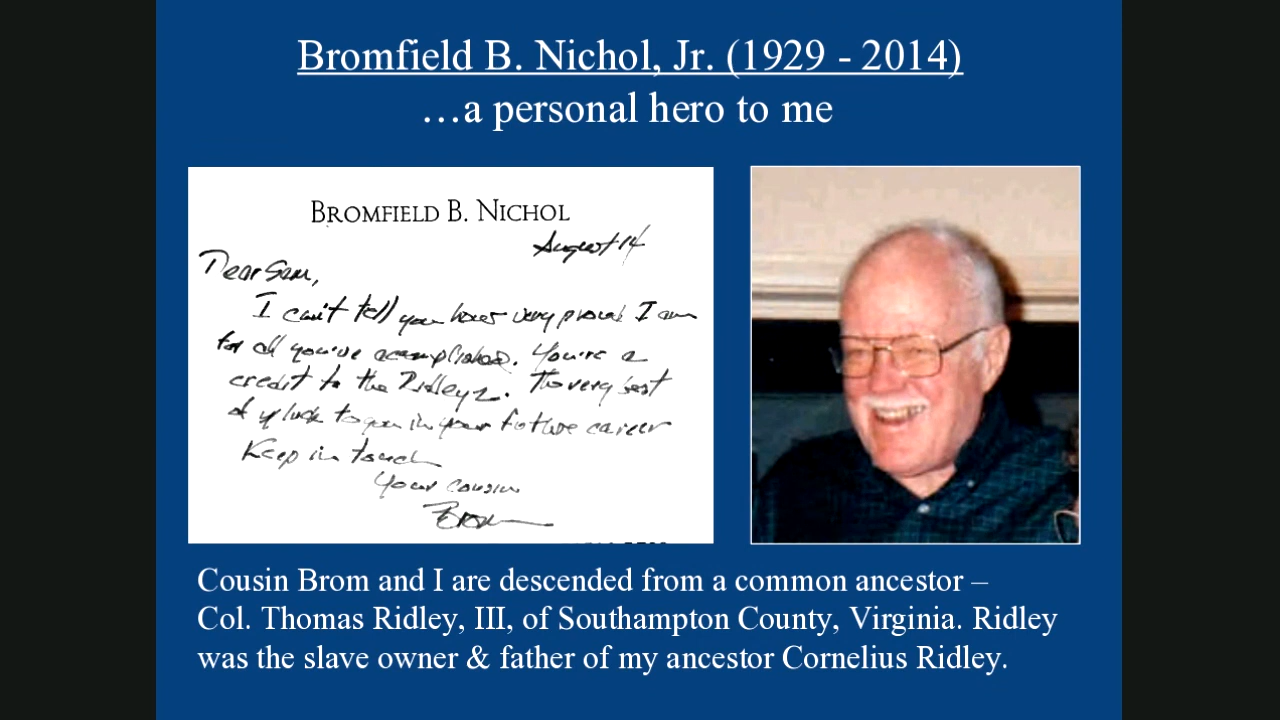 Bromfield B. Nichol, Jr. (1929 - 2014)
…a personal hero to me
BROMFIELD B. NICHOL
August 14
Dear Sam,
I can't tell you how very proud I am
for all you've acomplished. You're a
credit to the Ridleys. The very best
of luck to you in your future career
Keep in touch
Your cousin
Brom
Cousin Brom and I are descended from a common ancestor –
Col. Thomas Ridley, III, of Southampton County, Virginia. Ridley
was the slave owner & father of my ancestor Cornelius Ridley.